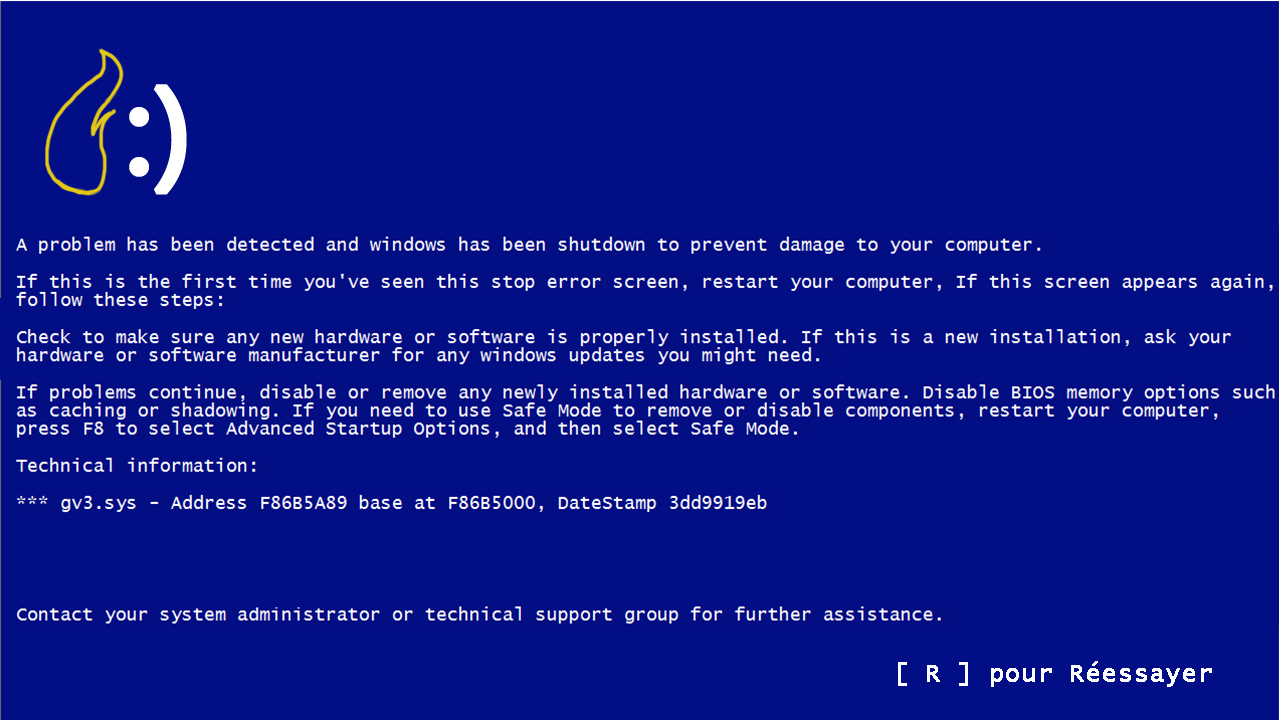 :)
A problem has been detected and windows has been shutdown to prevent damage to your computer.
If this is the first time you've seen this stop error screen, restart your computer, If this screen appears again,
follow these steps:
Check to make sure any new hardware or software is properly installed. If this is a new installation, ask your
hardware or software manufacturer for any windows updates you might need.
If problems continue, disable or remove any newly installed hardware or software. Disable BIOS memory options such
as caching or shadowing. If you need to use Safe Mode to remove or disable components, restart your computer,
press F8 to select Advanced Startup Options, and then select Safe Mode.
Technical information:
*** gv3.sys - Address F86B5A89 base at F86B5000, DateStamp 3dd9919eb
Contact your system administrator or technical support group for further assistance.
[ R ] pour Réessayer